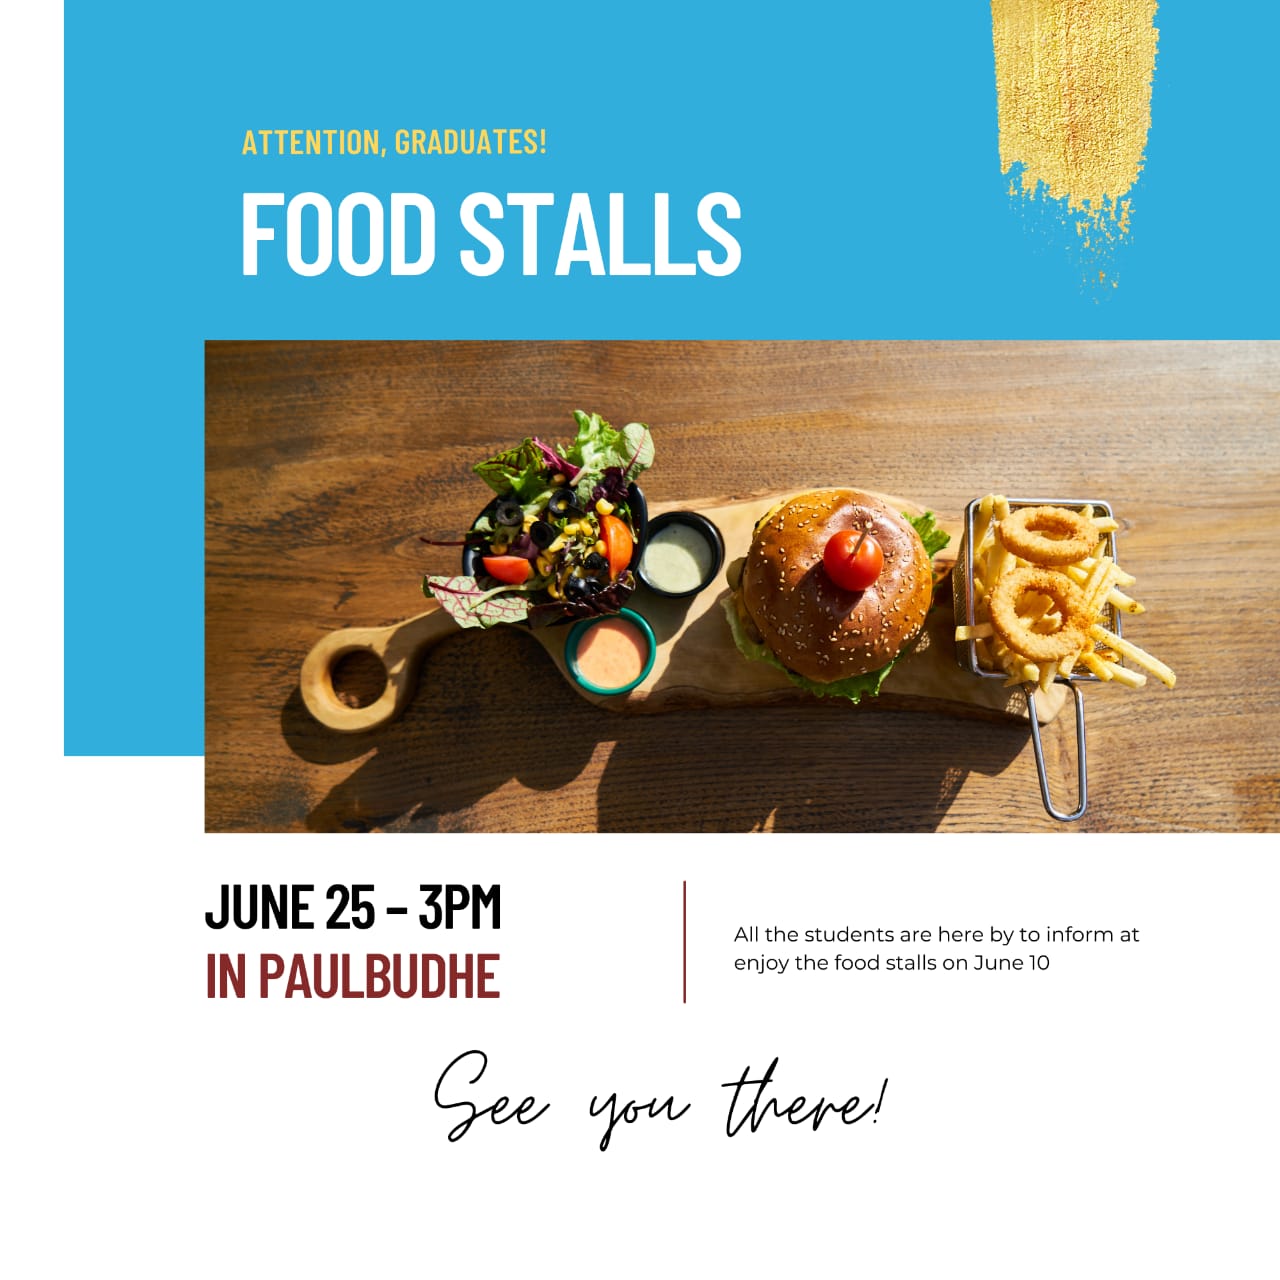 ATTENTION, GRADUATES!
FOOD STALLS
JUNE 25 – 3PM
IN PAULBUDHE
All the students are here by to inform at
enjoy the food stalls on June 10
See you there!